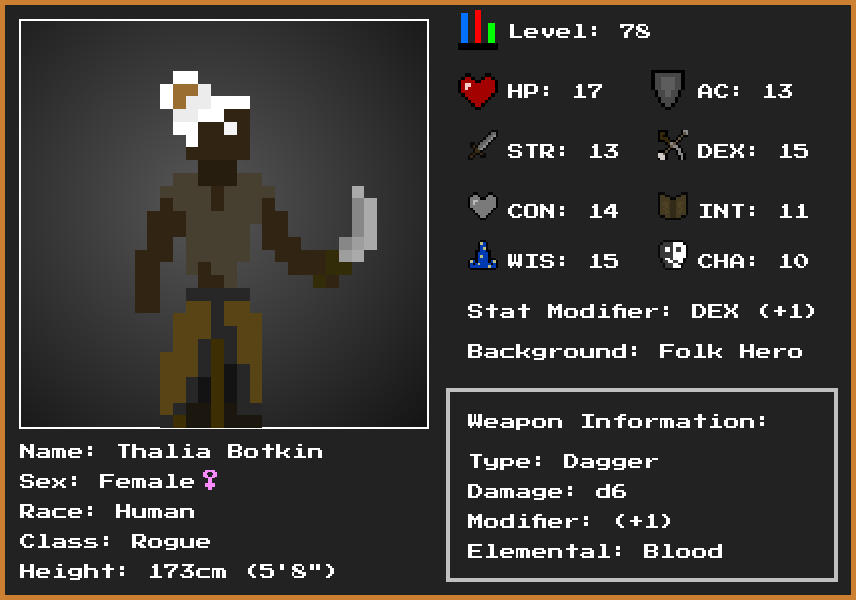 Level: 78
HP: 17
AC: 13
STR: 13
DEX: 15
CON: 14
INT: 11
WIS: 15
CHA: 10
Stat Modifier: DEX (+1)
Background: Folk Hero
Weapon Information:
Type: Dagger
Damage: d6
Modifier: (+1)
Elemental: Blood
Name: Thalia Botkin
Sex: Female♀
Race: Human
Class: Rogue
Height: 173cm (5'8")